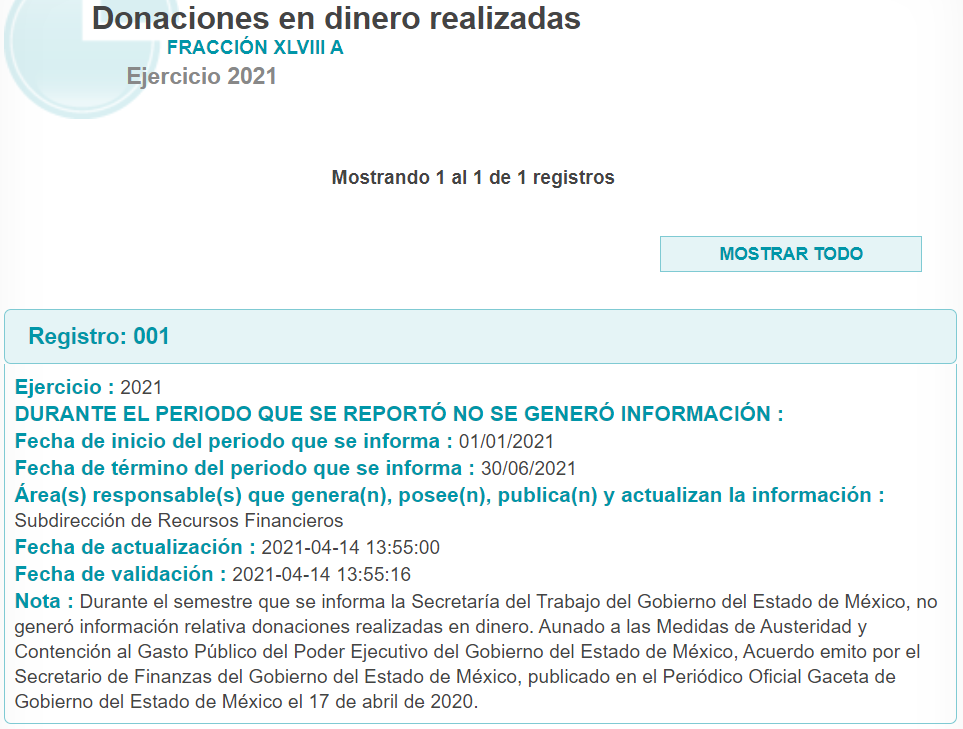 Donaciones en dinero realizadas
FRACCIÓN XLVIII A
Ejercicio 2021
Mostrando 1 al 1 de 1 registros
MOSTRAR TODO
Registro: 001
Ejercicio : 2021
DURANTE EL PERIODO QUE SE REPORTÓ NO SE GENERÓ INFORMACIÓN :
Fecha de inicio del periodo que se informa : 01/01/2021
Fecha de término del periodo que se informa : 30/06/2021
Área(s) responsable(s) que genera(n), posee(n), publica(n) y actualizan la información :
Subdirección de Recursos Financieros
Fecha de actualización : 2021-04-14 13:55:00
Fecha de validación : 2021-04-14 13:55:16
Nota : Durante el semestre que se informa la Secretaría del Trabajo del Gobierno del Estado de México, no
generó información relativa donaciones realizadas en dinero. Aunado a las Medidas de Austeridad y
Contención al Gasto Público del Poder Ejecutivo del Gobierno del Estado de México, Acuerdo emito por el
Secretario de Finanzas del Gobierno del Estado de México, publicado en el Periódico Oficial Gaceta de
Gobierno del Estado de México el 17 de abril de 2020.